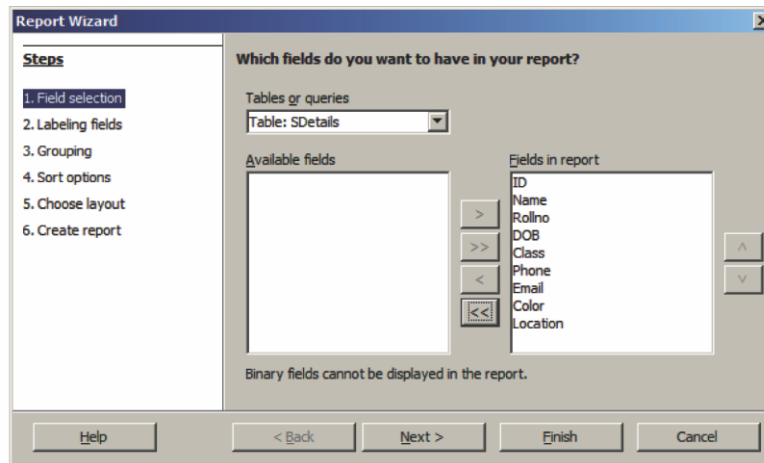 Report Wizard
Steps
1. Field selection
2. Labeling fields
3. Grouping
4. Sort options
5. Choose layout
6. Create report
Which fields do you want to have in your report?
Tables or queries
Table: SDetails
Available fields
>
>>
<
<<
Fields in report
ID
Name
Rollno
DOB
Class
Phone
Email
Color
Location
^
v
Binary fields cannot be displayed in the report.
Help
< Back
Next >
Finish
Cancel